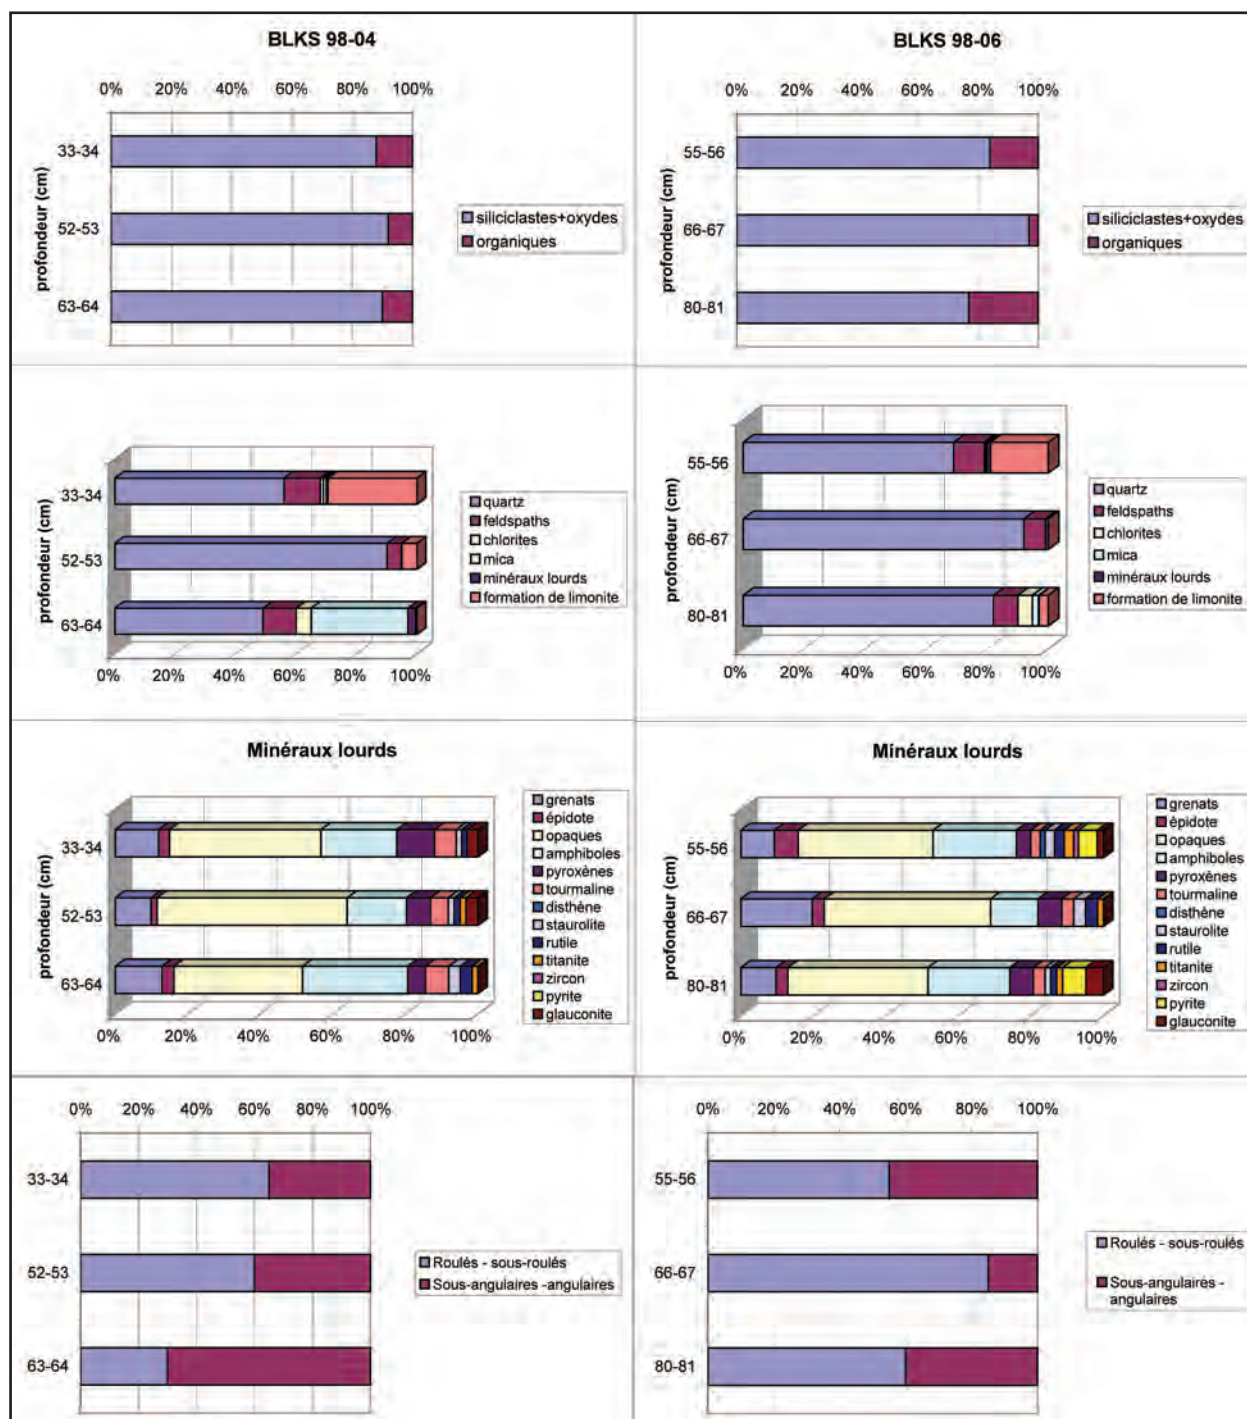 BLKS 98-04
0% 20% 40% 60% 80% 100%
profondeur (cm)
33-34
52-53
63-64
siliciclastes+oxydes
organiques
BLKS 98-06
0% 20% 40% 60% 80% 100%
profondeur (cm)
55-56
66-67
80-81
siliciclastes+oxydes
organiques
profondeur (cm)
33-34
52-53
63-64
0% 20% 40% 60% 80% 100%
quartz
feldspaths
chlorites
mica
minéraux lourds
formation de limonite
profondeur (cm)
55-56
66-67
80-81
0% 20% 40% 60% 80% 100%
quartz
feldspaths
chlorites
mica
minéraux lourds
formation de limonite
Minéraux lourds
profondeur (cm)
33-34
52-53
63-64
0% 20% 40% 60% 80% 100%
grenats
épidote
opaques
amphiboles
pyroxènes
tourmaline
disthène
staurolite
rutile
titanite
zircon
pyrite
glauconite
Minéraux lourds
profondeur (cm)
55-56
66-67
80-81
0% 20% 40% 60% 80% 100%
grenats
épidote
opaques
amphiboles
pyroxènes
tourmaline
disthène
staurolite
rutile
titanite
zircon
pyrite
glauconite
0% 20% 40% 60% 80% 100%
33-34
52-53
63-64
Roulés - sous-roulés
Sous-angulaires -angulaires
0% 20% 40% 60% 80% 100%
55-56
66-67
80-81
Roulés - sous-roulés
Sous-angulaires -
angulaires